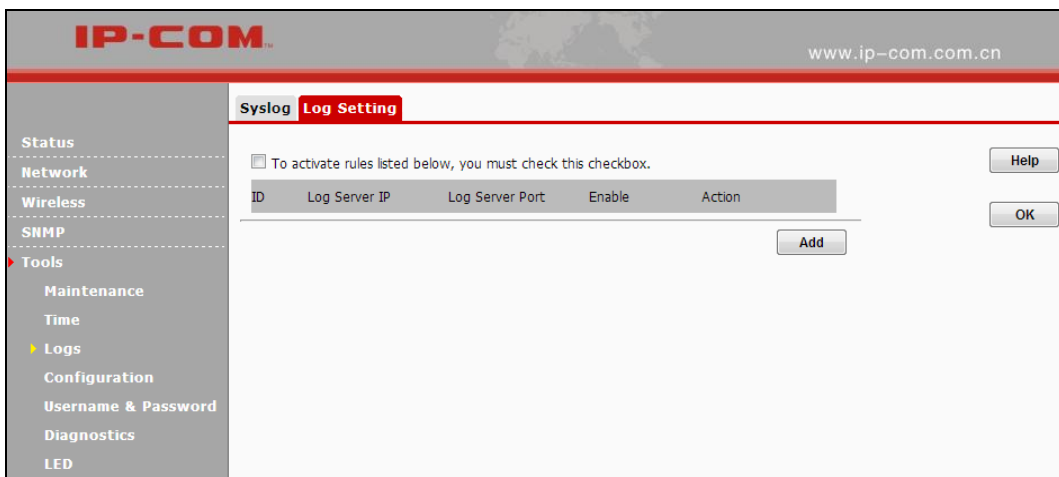 IP-COM
www.ip-com.com.cn
Syslog Log Setting
Status
Network
Wireless
SNMP
Tools
Maintenance
Time
Logs
Configuration
Username & Password
Diagnostics
LED
To activate rules listed below, you must check this checkbox.
ID Log Server IP Log Server Port Enable Action
Add
Help
OK